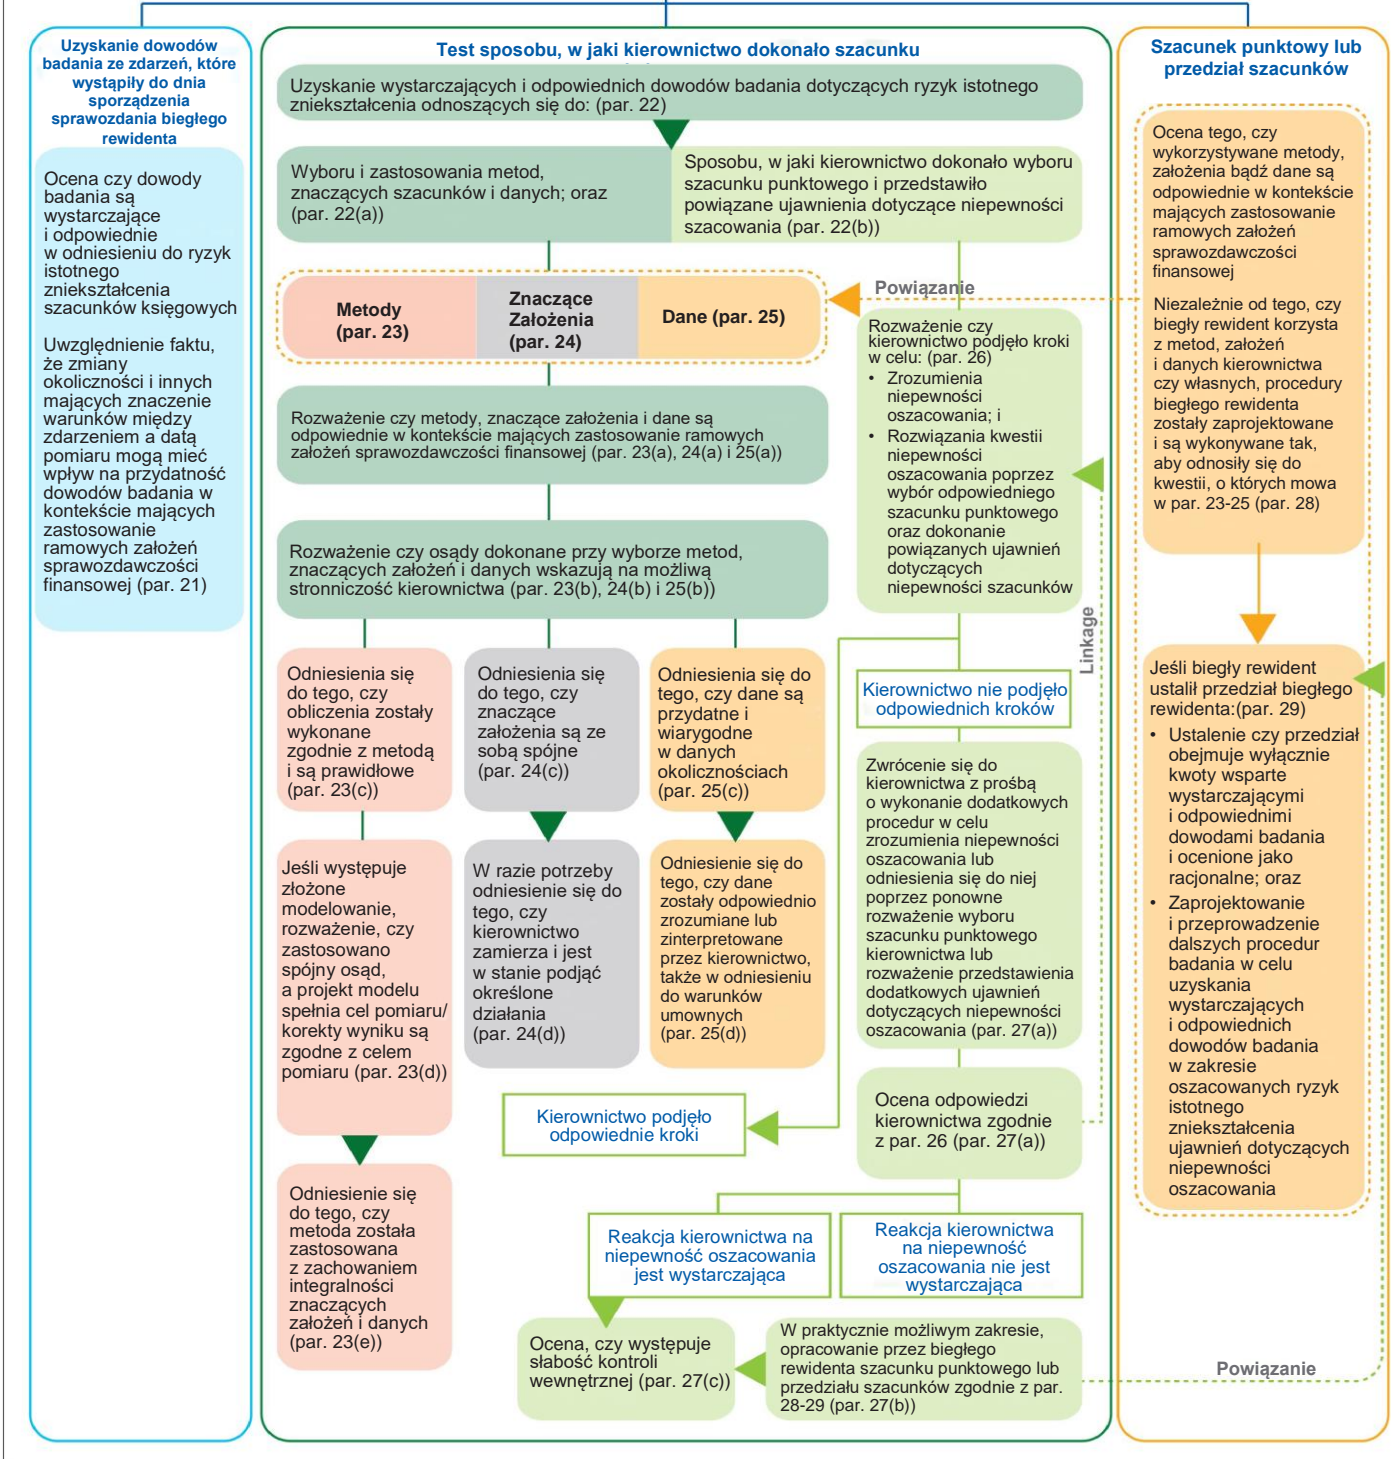 Uzyskanie dowodów
badania ze zdarzeń, które
wystąpiły do dnia
sporządzenia
sprawozdania biegłego
rewidenta
Ocena czy dowody
badania są
wystarczające
i odpowiednie
w odniesieniu do ryzyk
istotnego
zniekształcenia
szacunków księgowych
Uwzględnienie faktu,
że zmiany
okoliczności i innych
mających znaczenie
warunków między
zdarzeniem a datą
pomiaru mogą mieć
wpływ na przydatność
dowodów badania w
kontekście mających
zastosowanie
ramowych założeń
sprawozdawczości
finansowej (par. 21)
Test sposobu, w jaki kierownictwo dokonało szacunku
Uzyskanie wystarczających i odpowiednich dowodów badania dotyczących ryzyk istotnego
zniekształcenia odnoszących się do: (par. 22)
Wyboru i zastosowania metod,
znaczących szacunków i danych; oraz
(par. 22(a))
Sposobu, w jaki kierownictwo dokonało wyboru
szacunku punktowego i przedstawiło
powiązane ujawnienia dotyczące niepewności
szacowania (par. 22(b))
Metody
(par. 23)
Znaczące
Założenia
(par. 24)
Dane (par. 25)
Powiązanie
Rozważenie czy metody, znaczące założenia i dane są
odpowiednie w kontekście mających zastosowanie ramowych
założeń sprawozdawczości finansowej (par. 23(a), 24(a) i 25(a))
Rozważenie czy osądy dokonane przy wyborze metod,
znaczących założeń i danych wskazują na możliwą
stronniczość kierownictwa (par. 23(b), 24(b) i 25(b))
Odniesienia się
do tego, czy
obliczenia zostały
wykonane
zgodnie z metodą
i są prawidłowe
(par. 23(c))
Odniesienia się
do tego, czy
znaczące
założenia są ze
sobą spójne
(par. 24(c))
Odniesienia się do
tego, czy dane są
przydatne i
wiarygodne
w danych
okolicznościach
(par. 25(c))
Jeśli występuje
złożone
modelowanie,
rozważenie, czy
zastosowano
spójny osąd,
a projekt modelu
spełnia cel pomiaru/
korekty wyniku są
zgodne z celem
pomiaru (par. 23(d))
W razie potrzeby
odniesienie się do
tego, czy
kierownictwo
zamierza i jest
w stanie podjąć
określone
działania
(par. 24(d))
Odniesienie się do
tego, czy dane
zostały odpowiednio
zrozumiane lub
zinterpretowane
przez kierownictwo,
także w odniesieniu
do warunków
umownych
(par. 25(d))
Odniesienie się
do tego, czy
metoda została
zastosowana
z zachowaniem
integralności
znaczących
założeń i danych
(par. 23(e))
Rozważenie czy
kierownictwo podjęło kroki
w celu: (par. 26)
• Zrozumienia
niepewności
oszacowania; i
• Rozwiązania kwestii
niepewności
oszacowania poprzez
wybór odpowiedniego
szacunku punktowego
oraz dokonanie
powiązanych ujawnień
dotyczących
niepewności szacunków
Linkage
Kierownictwo nie podjęło
odpowiednich kroków
Zwrócenie się do
kierownictwa z prośbą
o wykonanie dodatkowych
procedur w celu
zrozumienia niepewności
oszacowania lub
odniesienia się do niej
poprzez ponowne
rozważenie wyboru
szacunku punktowego
kierownictwa lub
rozważenie przedstawienia
dodatkowych ujawnień
dotyczących niepewności
oszacowania (par. 27(a))
Kierownictwo podjęło
odpowiednie kroki
Ocena odpowiedzi
kierownictwa zgodnie
z par. 26 (par. 27(a))
Reakcja kierownictwa na
niepewność oszacowania
jest wystarczająca
Reakcja kierownictwa
na niepewność
oszacowania nie jest
wystarczająca
Ocena, czy występuje
słabość kontroli
wewnętrznej (par. 27(c))
W praktycznie możliwym zakresie,
opracowanie przez biegłego
rewidenta szacunku punktowego lub
przedziału szacunków zgodnie z par.
28-29 (par. 27(b))
Powiązanie
Szacunek punktowy lub
przedział szacunków
Ocena tego, czy
wykorzystywane metody,
założenia bądź dane są
odpowiednie w kontekście
mających zastosowanie
ramowych założeń
sprawozdawczości
finansowej
Niezależnie od tego, czy
biegły rewident korzysta
z metod, założeń
i danych kierownictwa
czy własnych, procedury
biegłego rewidenta
zostały zaprojektowane
i są wykonywane tak,
aby odnosiły się do
kwestii, o których mowa
w par. 23-25 (par. 28)
Jeśli biegły rewident
ustalił przedział biegłego
rewidenta:(par. 29)
• Ustalenie czy przedział
obejmuje wyłącznie
kwoty wsparte
wystarczającymi
i odpowiednimi
dowodami badania
i ocenione jako
racjonalne; oraz
• Zaprojektowanie
i przeprowadzenie
dalszych procedur
badania w celu
uzyskania
wystarczających
i odpowiednich
dowodów badania
w zakresie
oszacowanych ryzyk
istotnego
zniekształcenia
ujawnień dotyczących
niepewności
oszacowania